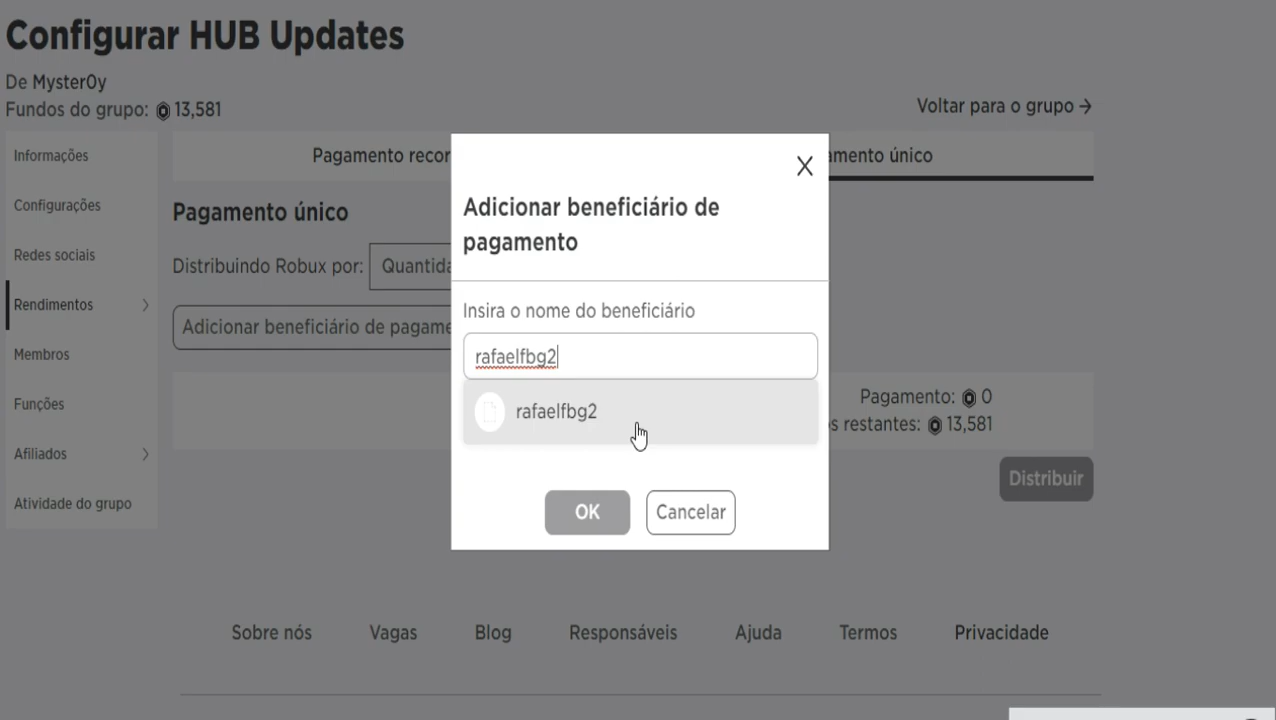 Configurar HUB Updates
De Myster0y
Fundos do grupo: 13,581
Voltar para o grupo →
Informações
Configurações
Redes sociais
Rendimentos
Membros
Funções
Afiliados
Atividade do grupo
Pagamento recor
amento único
Pagamento único
Distribuindo Robux por: Quantida
Adicionar beneficiário de pagame
Adicionar beneficiário de
pagamento
Insira o nome do beneficiário
rafaelfbg2
rafaelfbg2
OK Cancelar
Pagamento: 0
s restantes: 13,581
Distribuir
Sobre nós Vagas Blog Responsáveis Ajuda Termos Privacidade